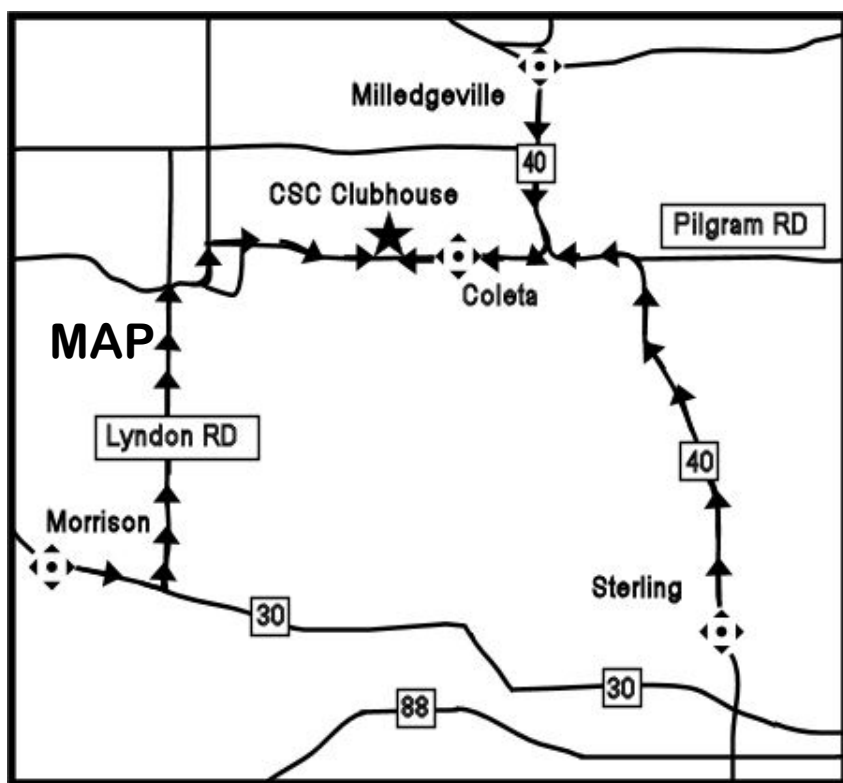 Milledgeville
40
CSC Clubhouse
Pilgram RD
Coleta
MAP
Lyndon RD
40
Morrison
Sterling
30
30
88